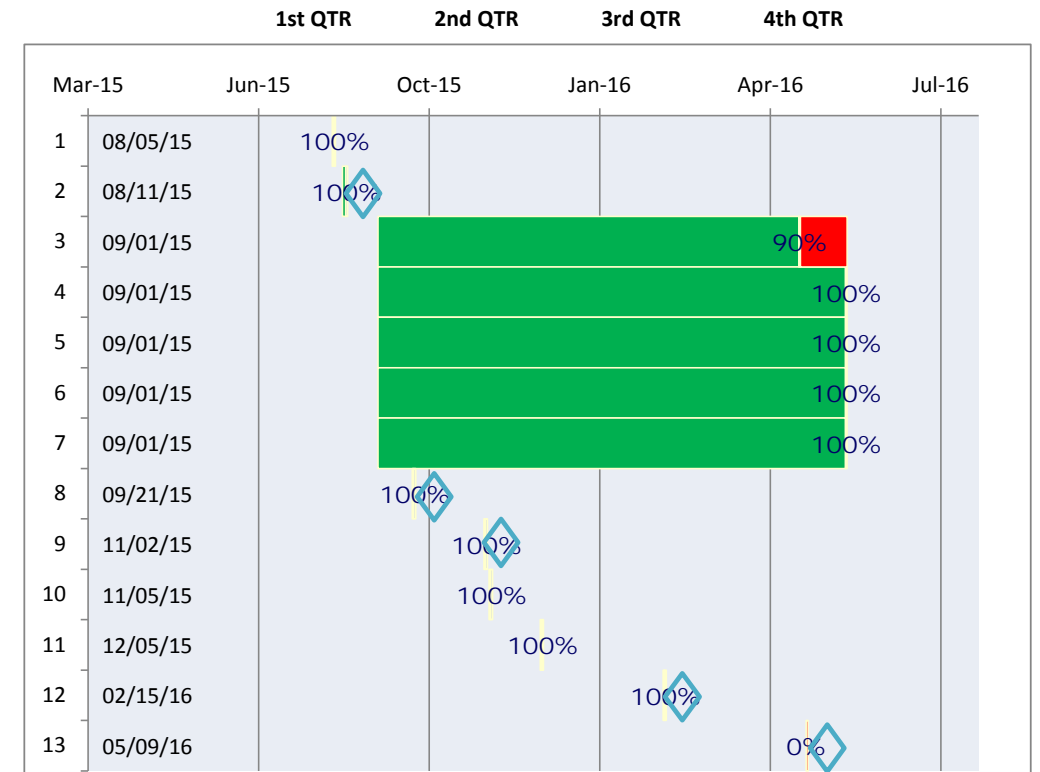 1st QTR 2nd QTR 3rd QTR 4th QTR
Mar-15 Jun-15 Oct-15 Jan-16 Apr-16 Jul-16
1 08/05/15 100%
2 08/11/15 100%
3 09/01/15 90%
4 09/01/15 100%
5 09/01/15 100%
6 09/01/15 100%
7 09/01/15 100%
8 09/21/15 100%
9 11/02/15 100%
10 11/05/15 100%
11 12/05/15 100%
12 02/15/16 100%
13 05/09/16 0%